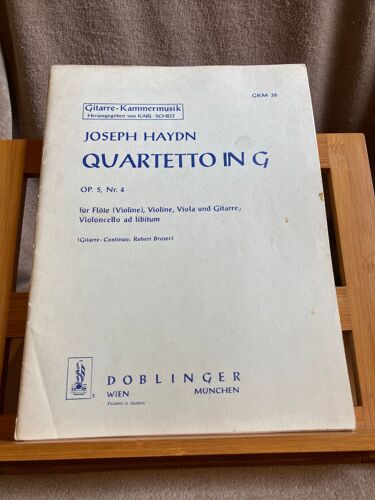 GKM 36
Gitarre-Kammermusik
Herausgegeben von KARL SCHEIT
JOSEPH HAYDN
QUARTETTO IN G
OP. 5, Nr. 4
für Flöte (Violine), Violine, Viola und Gitarre;
Violoncello ad libitum
(Gitarre-Continuo: Robert Brojer)
DOBLINGER
WIEN MÜNCHEN
Printed in Austria